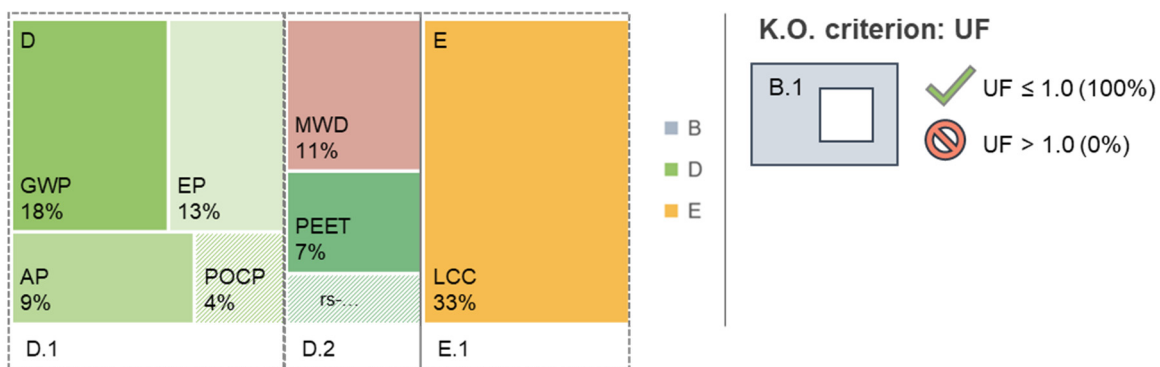 D
GWP
18%
EP
13%
AP
9%
POCP
4%
MWD
11%
PEET
7%
rs-...
E
LCC
33%
D.1
D.2
E.1
B
D
E
K.O. criterion: UF
B.1
UF ≤ 1.0 (100%)
UF > 1.0 (0%)